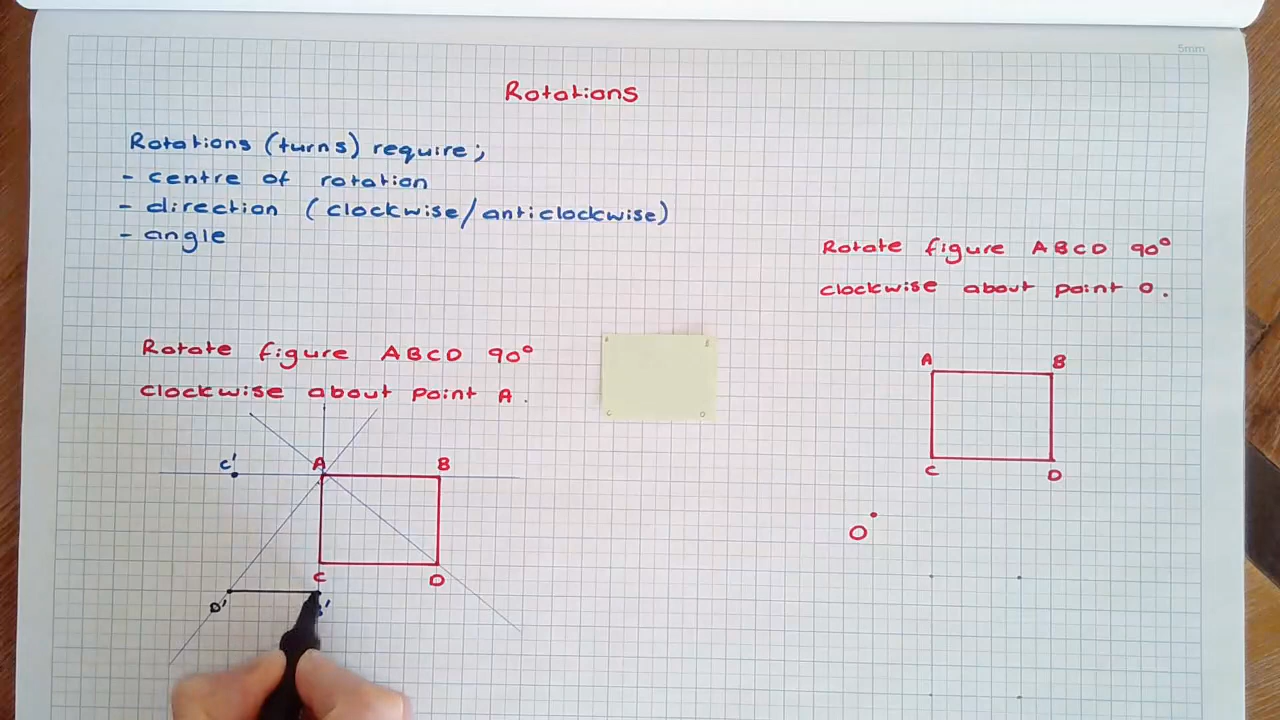 5mm
Rotations
Rotations (turns) require;
- centre of rotation
- direction (clockwise/anticlockwise)
- angle
Rotate figure ABCD 90°
clockwise about point O.
Rotate figure ABCD 90°
clockwise about point A.
A B
C D
A B
C D
O
C'
A B
C D
D' B'